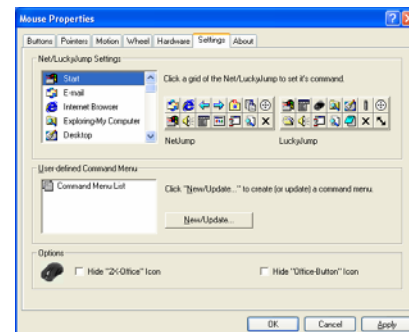 Mouse Properties
Buttons Pointers Motion Wheel Hardware Settings About
Net/LuckyJump Settings
Start
E-mail
Internet Browser
Exploring-My Computer
Desktop
Click a grid of the Net/LuckyJump to set it's command.
NetJump LuckyJump
User-defined Command Menu
Command Menu List
Click "New/Update..." to create (or update) a command menu.
New/Update...
Options
Hide "2X-Office" Icon Hide "Office-Button" Icon
OK Cancel Apply